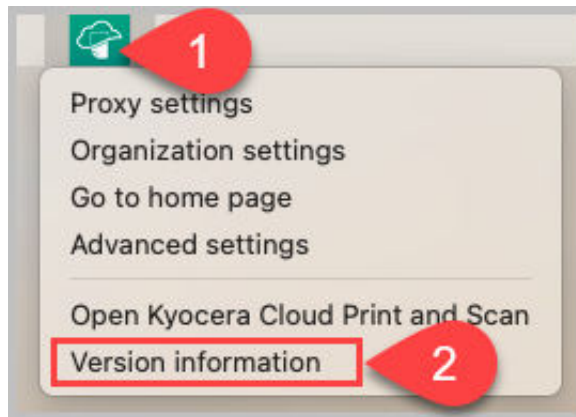 1
Proxy settings
Organization settings
Go to home page
Advanced settings
Open Kyocera Cloud Print and Scan
Version information
2